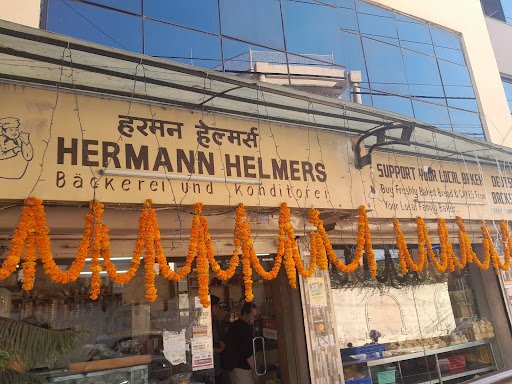 हरमन हेल्मर्स
HERMANN HELMERS
Bäckerei und Konditorei
SUPPORT YOUR LOCAL BAKER
Buy Freshly Baked Bread & CAKES From
Your Local Family Bakery
BACKS